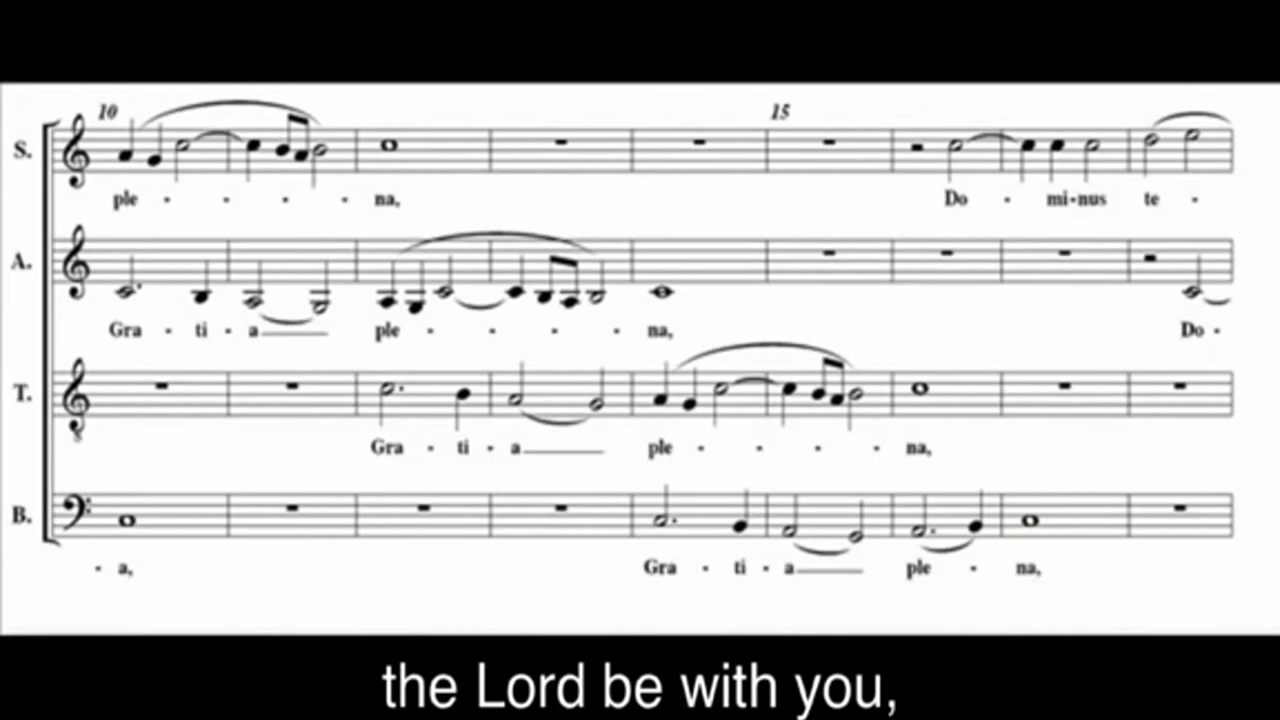 10 15
S.
ple - - - - na, Do - mi-nus te -
A.
Gra - ti - a ple - - - - na, Do -
T.
Gra - ti - a ple - - - - na,
B.
- a, Gra - ti - a ple - na,
the Lord be with you,